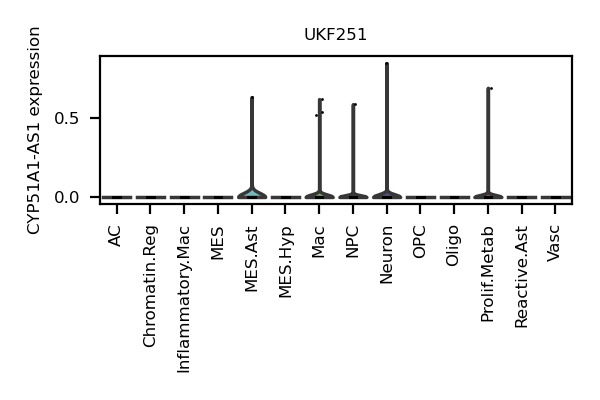 UKF251
CYP51A1-AS1 expression
0.5
0.0
AC
Chromatin.Reg
Inflammatory.Mac
MES
MES.Ast
MES.Hyp
Mac
NPC
Neuron
OPC
Oligo
Prolif.Metab
Reactive.Ast
Vasc